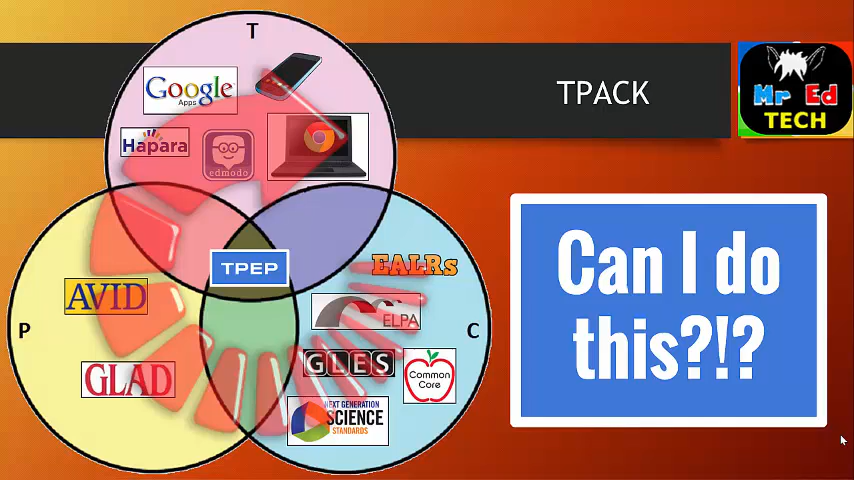 T
TPACK
Mr Ed
TECH
Google
Apps
Hapara
edmodo
TPEP
EALRs
AVID
ELPA
P
C
GLAD
GLES
Common
Core
NEXT GENERATION
SCIENCE
STANDARDS
Can I do
this?!?